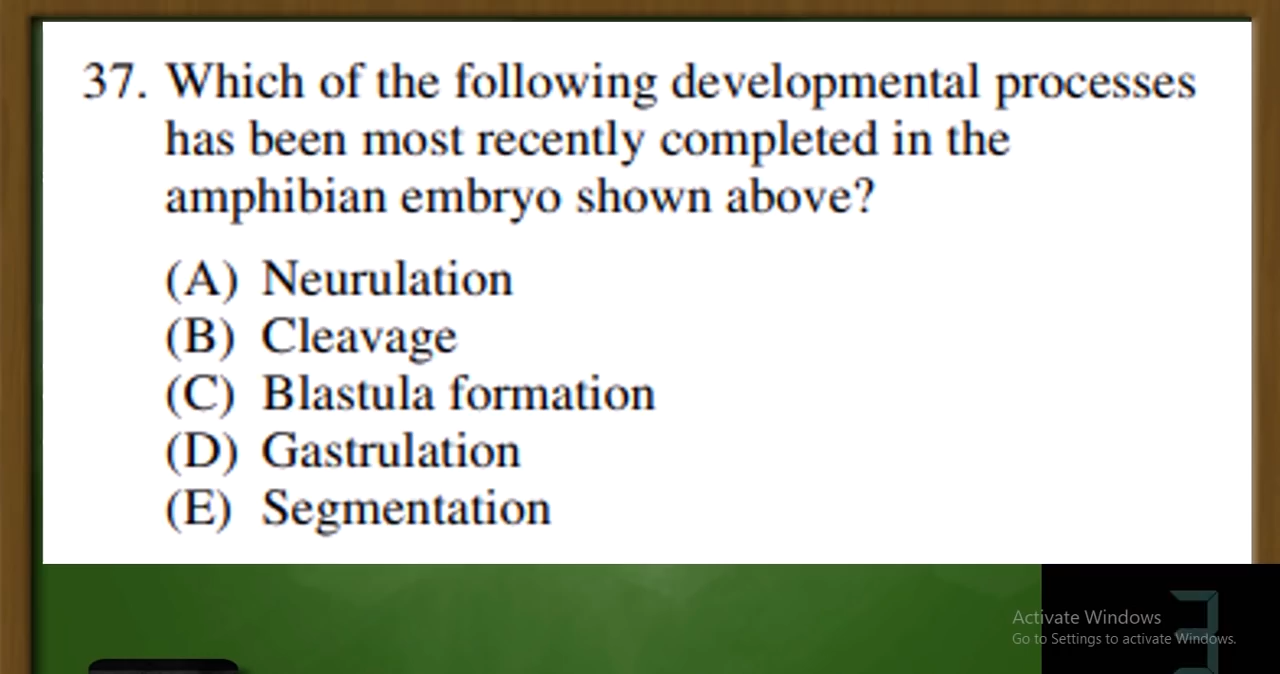 37. Which of the following developmental processes
has been most recently completed in the
amphibian embryo shown above?
(A) Neurulation
(B) Cleavage
(C) Blastula formation
(D) Gastrulation
(E) Segmentation
Activate Windows
Go to Settings to activate Windows.